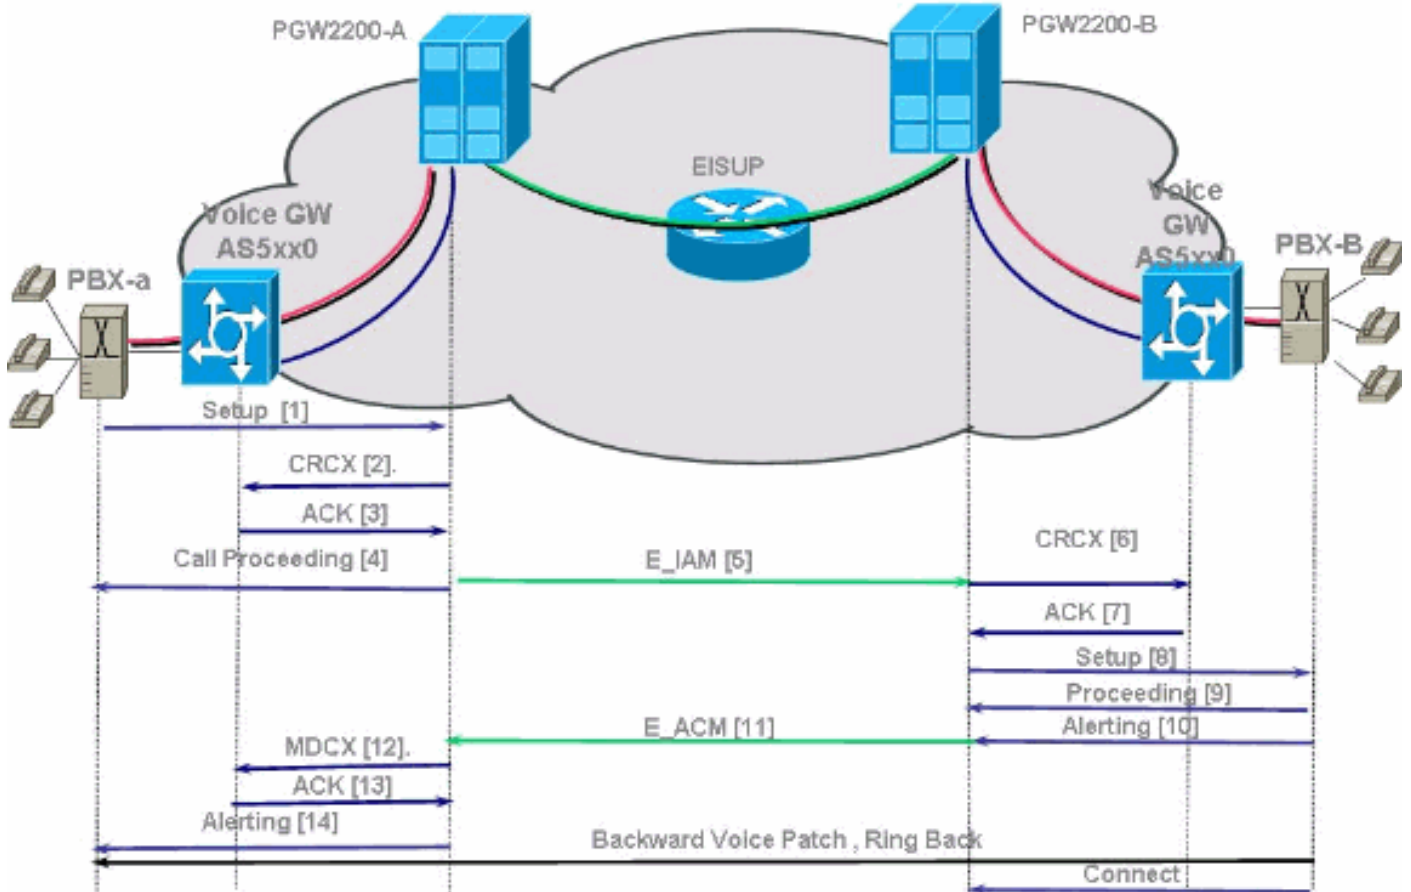 PGW2200-A
PGW2200-B
EISUP
Voice GW
AS5xx0
Voice
GW
AS5xx0
PBX-a
PBX-B
Setup [1]
CRCX [2].
ACK [3]
Call Proceeding [4]
E_IAM [5]
CRCX [6]
ACK [7]
Setup [8]
Proceeding [9]
Alerting [10]
E_ACM [11]
MDCX [12].
ACK [13]
Alerting [14]
Backward Voice Patch , Ring Back
Connect